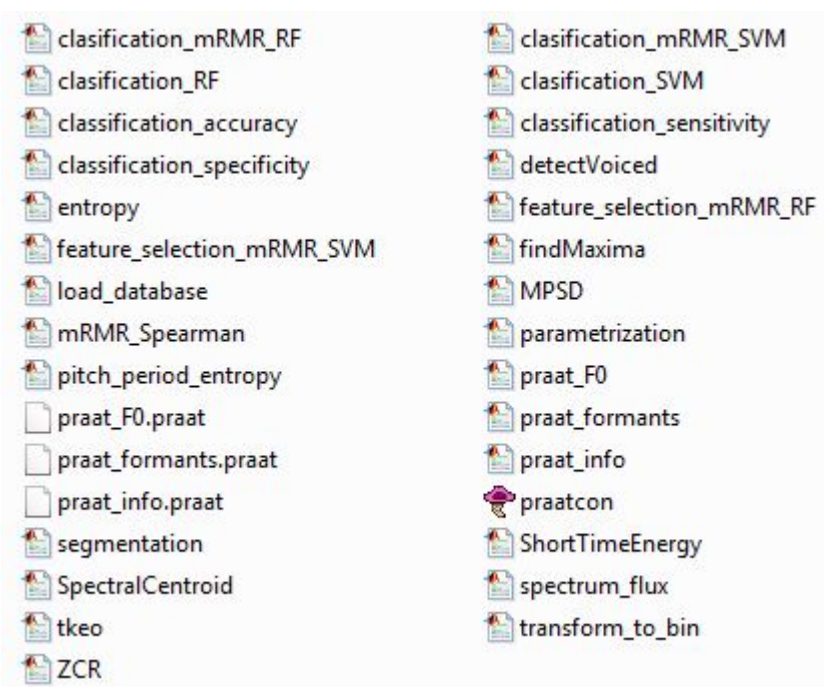 clasification_mRMR_RF
clasification_mRMR_SVM
clasification_RF
clasification_SVM
classification_accuracy
classification_sensitivity
classification_specificity
detectVoiced
entropy
feature_selection_mRMR_RF
feature_selection_mRMR_SVM
findMaxima
load_database
MPSD
mRMR_Spearman
parametrization
pitch_period_entropy
praat_F0
praat_F0.praat
praat_formants
praat_formants.praat
praat_info
praat_info.praat
praatcon
segmentation
ShortTimeEnergy
SpectralCentroid
spectrum_flux
tkeo
transform_to_bin
ZCR